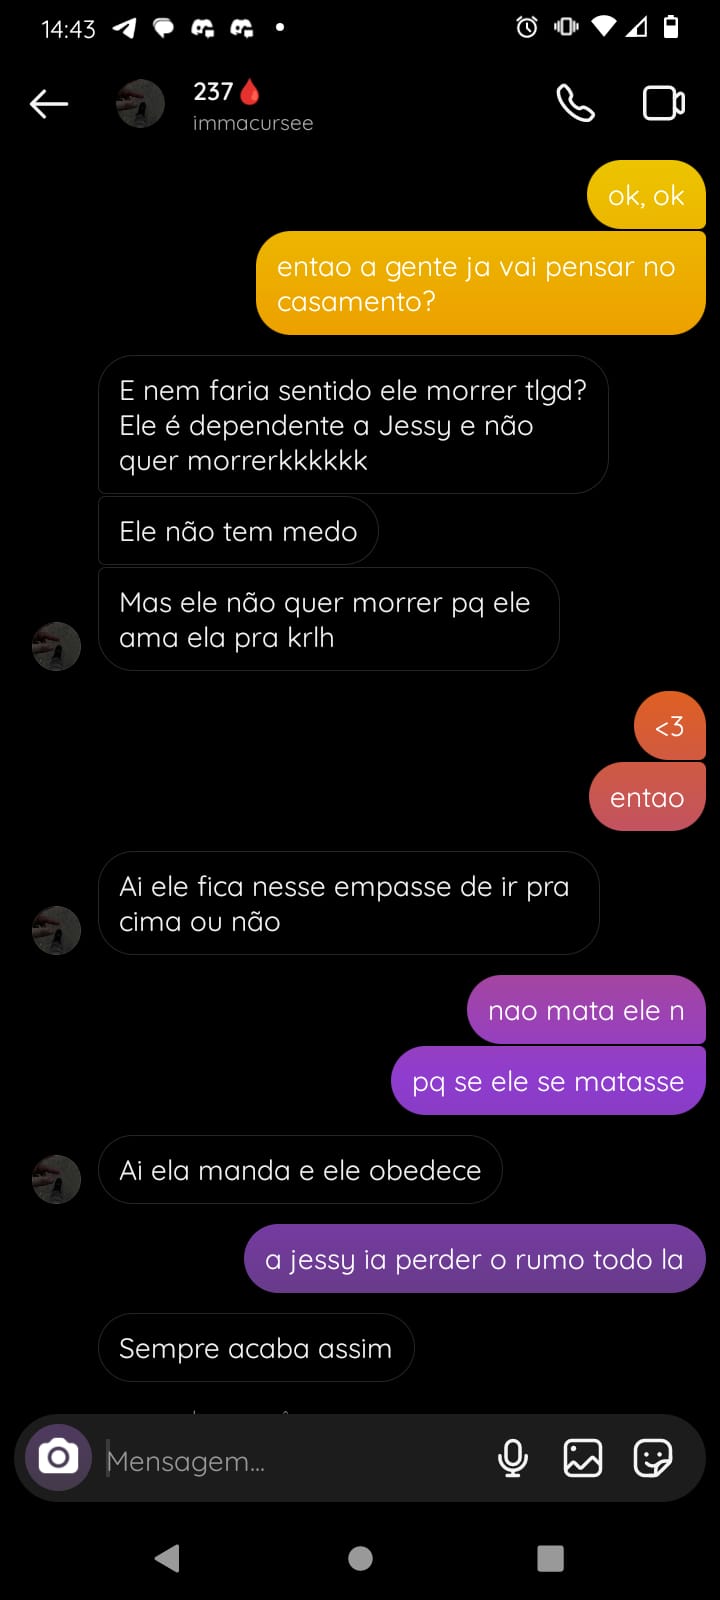 14:43
237🩸
immacursee
ok, ok
entao a gente ja vai pensar no
casamento?
E nem faria sentido ele morrer tlgd?
Ele é dependente a Jessy e não
quer morrerkkkkkk
Ele não tem medo
Mas ele não quer morrer pq ele
ama ela pra krlh
<3
entao
Ai ele fica nesse empasse de ir pra
cima ou não
nao mata ele n
pq se ele se matasse
Ai ela manda e ele obedece
a jessy ia perder o rumo todo la
Sempre acaba assim
Mensagem...